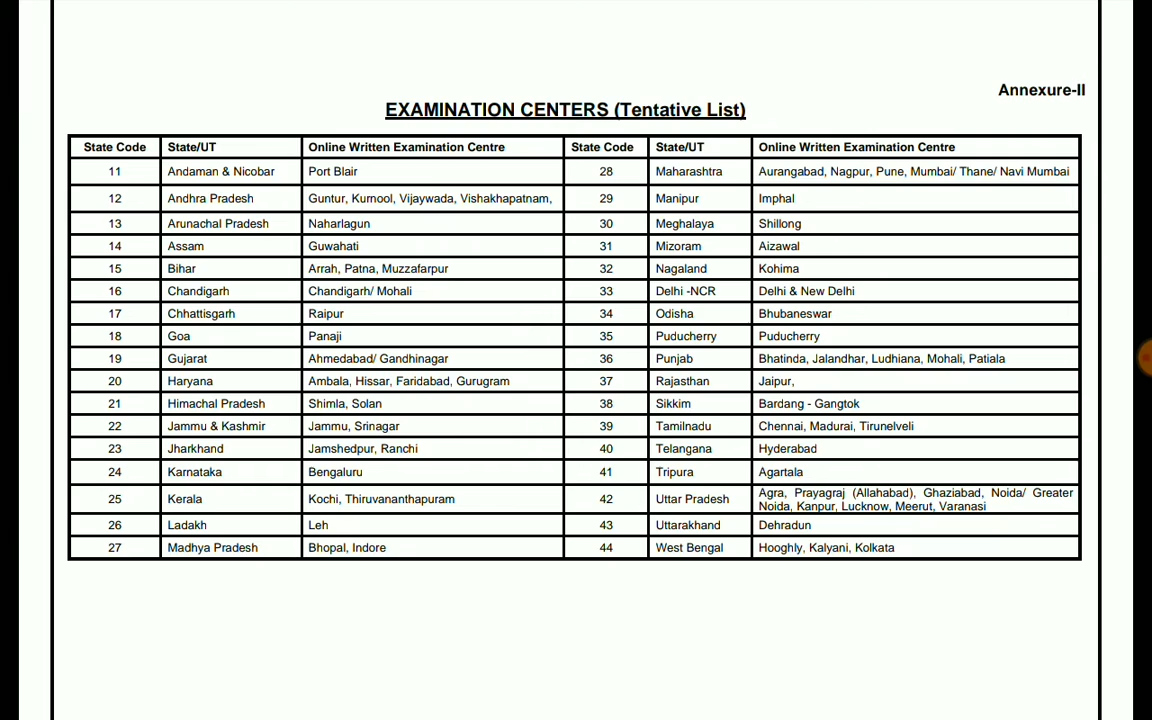 Annexure-II
EXAMINATION CENTERS (Tentative List)
State Code State/UT Online Written Examination Centre State Code State/UT Online Written Examination Centre
11 Andaman & Nicobar Port Blair 28 Maharashtra Aurangabad, Nagpur, Pune, Mumbai/ Thane/ Navi Mumbai
12 Andhra Pradesh Guntur, Kurnool, Vijaywada, Vishakhapatnam, 29 Manipur Imphal
13 Arunachal Pradesh Naharlagun 30 Meghalaya Shillong
14 Assam Guwahati 31 Mizoram Aizawal
15 Bihar Arrah, Patna, Muzzafarpur 32 Nagaland Kohima
16 Chandigarh Chandigarh/ Mohali 33 Delhi -NCR Delhi & New Delhi
17 Chhattisgarh Raipur 34 Odisha Bhubaneswar
18 Goa Panaji 35 Puducherry Puducherry
19 Gujarat Ahmedabad/ Gandhinagar 36 Punjab Bhatinda, Jalandhar, Ludhiana, Mohali, Patiala
20 Haryana Ambala, Hissar, Faridabad, Gurugram 37 Rajasthan Jaipur,
21 Himachal Pradesh Shimla, Solan 38 Sikkim Bardang - Gangtok
22 Jammu & Kashmir Jammu, Srinagar 39 Tamilnadu Chennai, Madurai, Tirunelveli
23 Jharkhand Jamshedpur, Ranchi 40 Telangana Hyderabad
24 Karnataka Bengaluru 41 Tripura Agartala
25 Kerala Kochi, Thiruvananthapuram 42 Uttar Pradesh Agra, Prayagraj (Allahabad), Ghaziabad, Noida/ Greater
Noida, Kanpur, Lucknow, Meerut, Varanasi
26 Ladakh Leh 43 Uttarakhand Dehradun
27 Madhya Pradesh Bhopal, Indore 44 West Bengal Hooghly, Kalyani, Kolkata